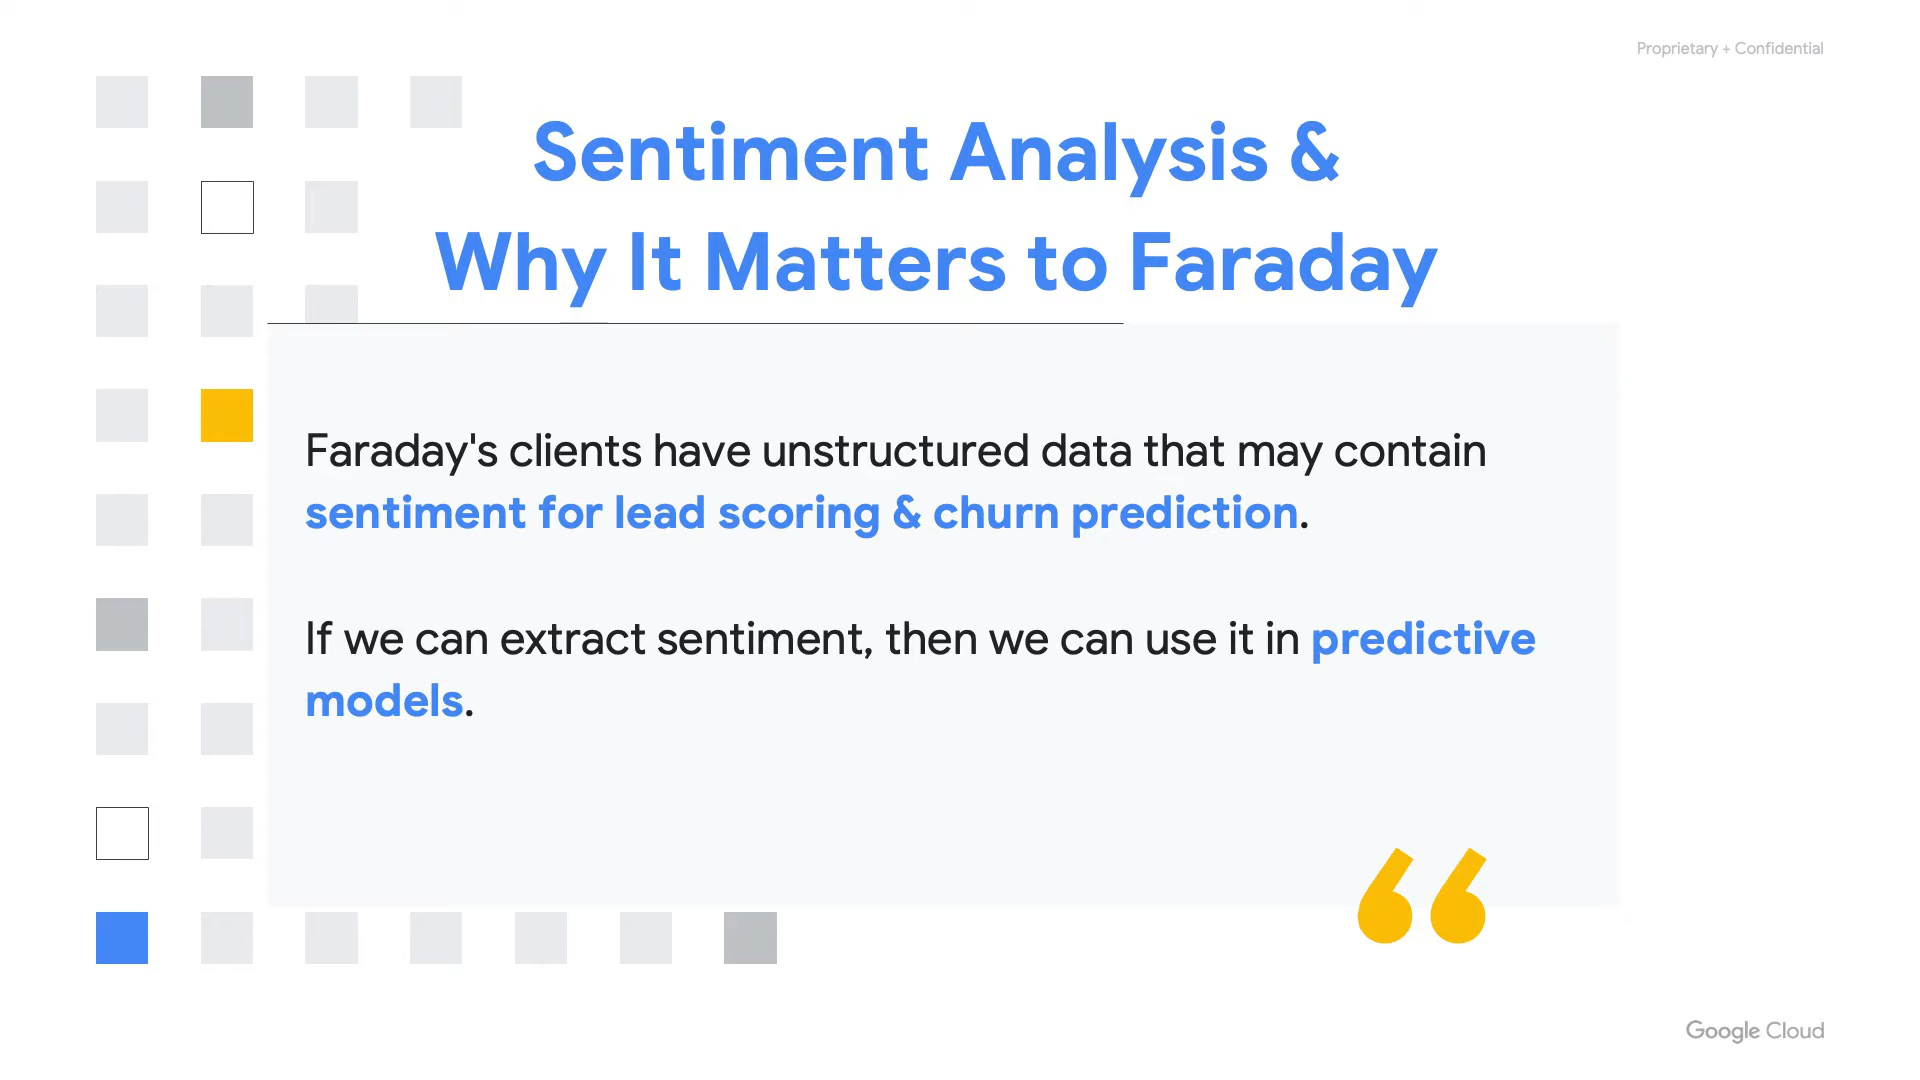 Proprietary + Confidential
Sentiment Analysis &
Why It Matters to Faraday
Faraday's clients have unstructured data that may contain
sentiment for lead scoring & churn prediction.
If we can extract sentiment, then we can use it in predictive
models.
Google Cloud